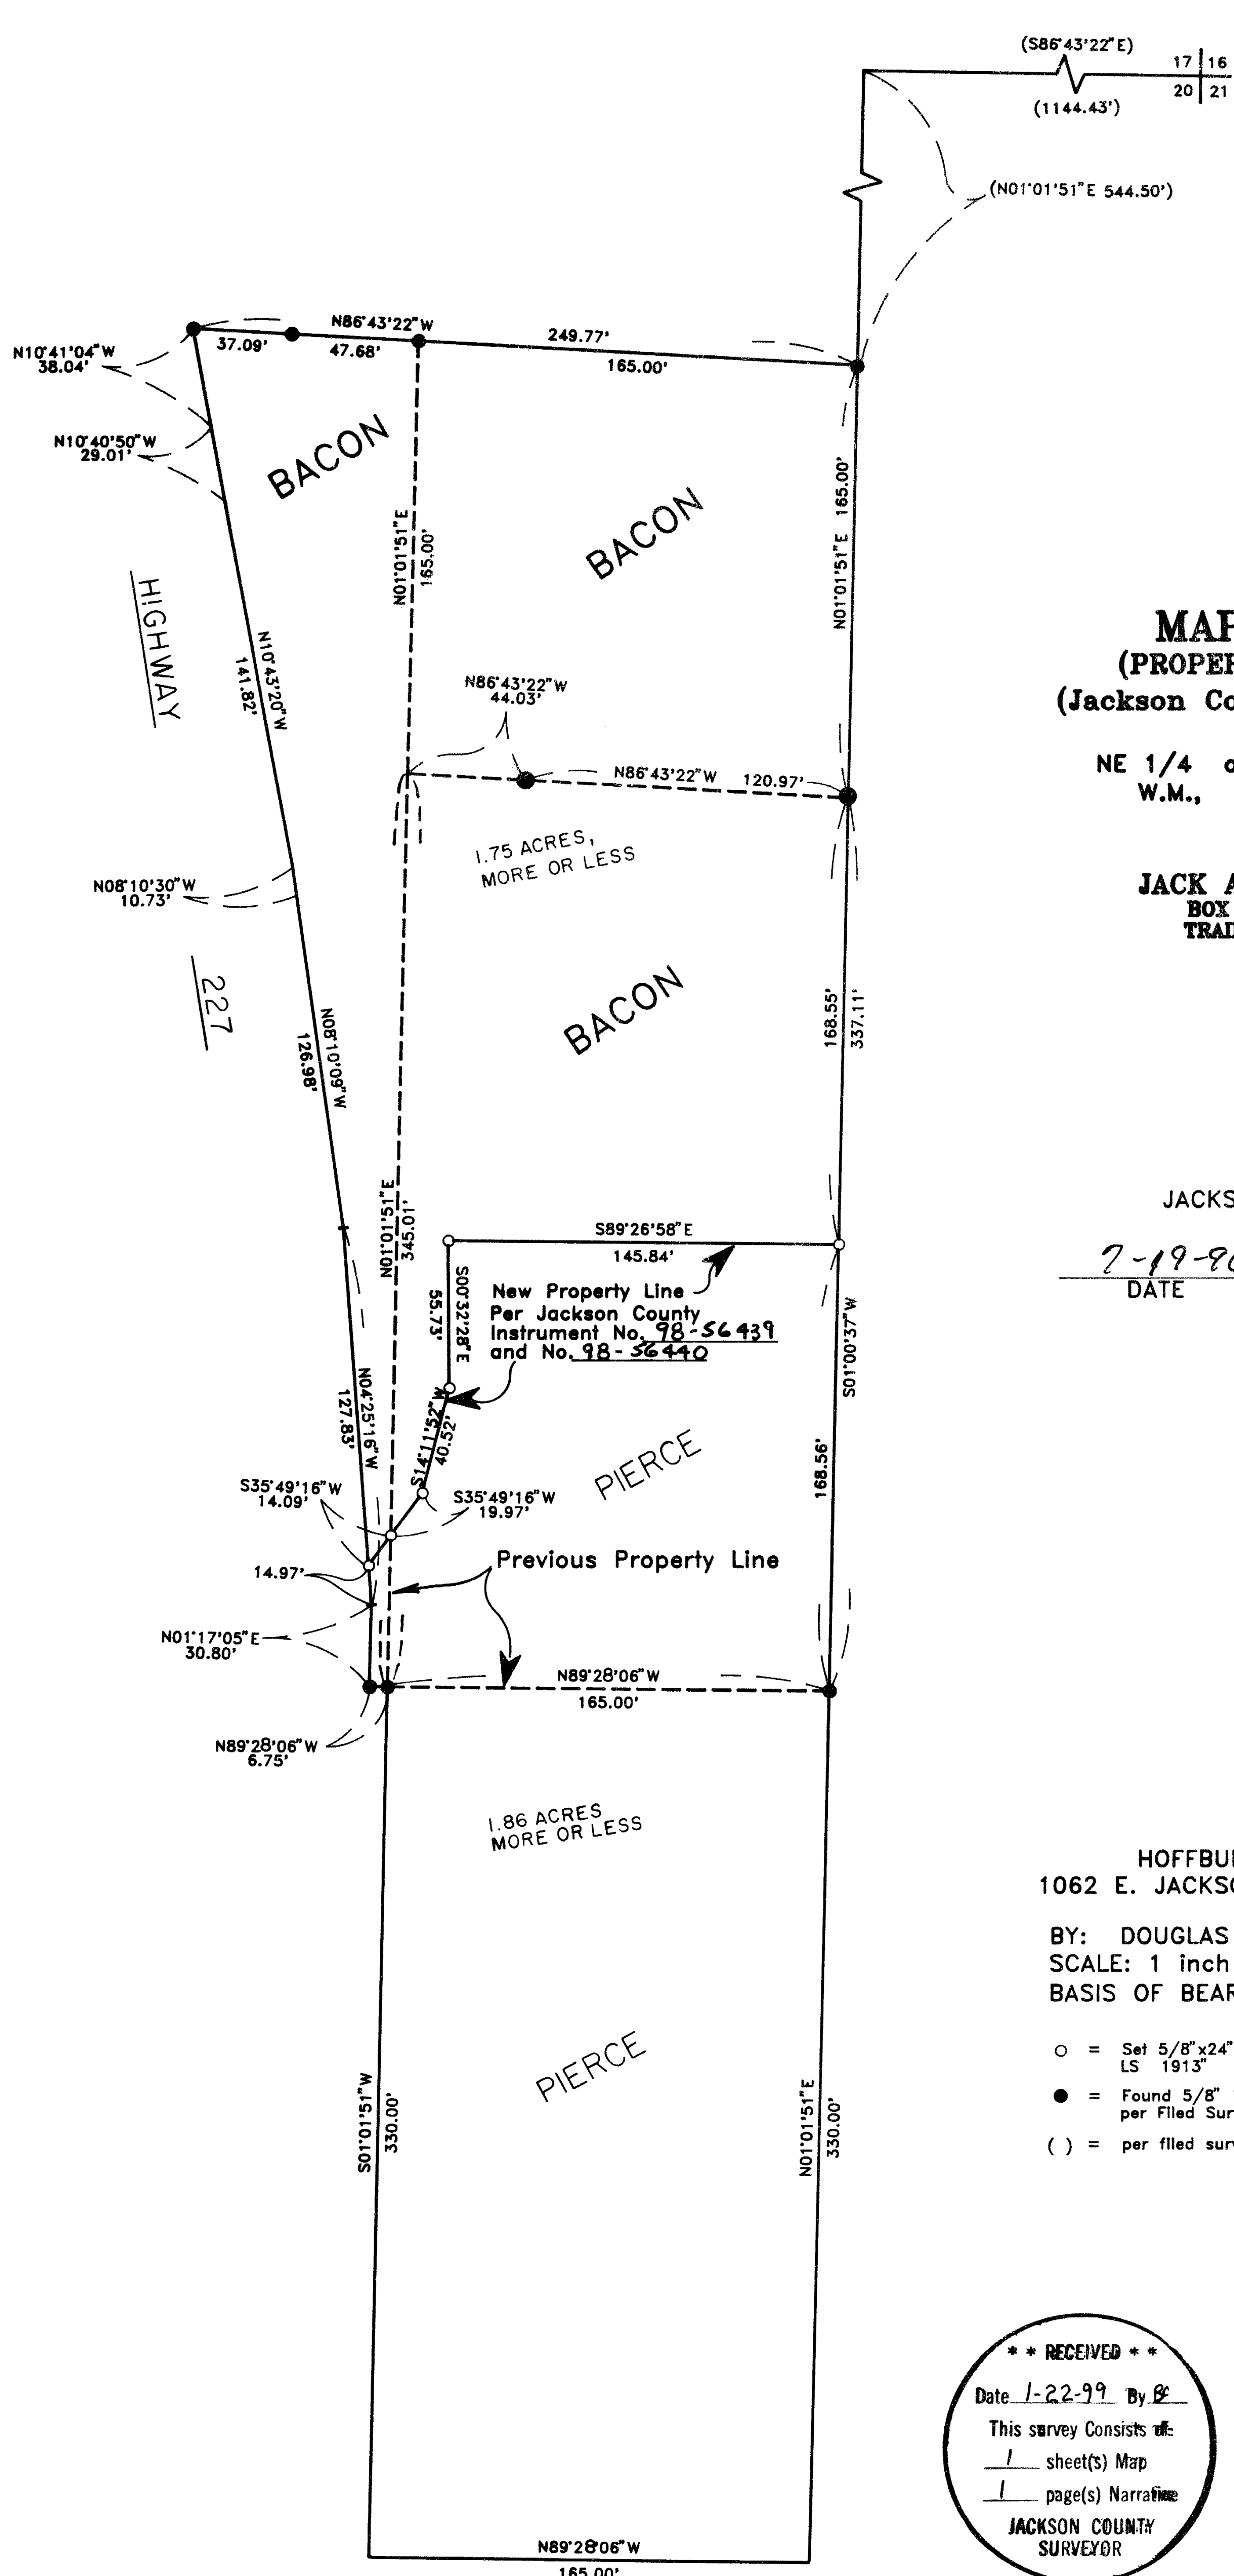 (S86°43'22"E)
17 16
20 21
(1144.43')
(N01°01'51"E 544.50')
N86°43'22"W
249.77'
37.09'
47.68'
165.00'
N10°41'04"W
38.04'
N10°40'50"W
29.01'
BACON
BACON
N01°01'51"E
165.00'
N01°01'51"E 165.00'
HIGHWAY
N10°43'20"W
141.82'
N86°43'22"W
44.03'
N86°43'22"W 120.97'
MAP
(PROPER
(Jackson Co
NE 1/4
W.M.,
1.75 ACRES,
MORE OR LESS
JACK A
BOX
TRAI
N08°10'30"W
10.73'
227
BACON
N08°10'09"W
126.98'
168.55'
337.11'
N01°01'51"E
345.01'
S89°26'58"E
145.84'
JACKS
DATE
S00°32'28"E
55.73'
New Property Line
Per Jackson County
Instrument No. 98-56439
and No. 98-56440
S01°00'37"W
N04°25'16"W
127.83'
S14°11'52"W
40.52'
PIERCE
168.56'
S35°49'16"W
14.09'
S35°49'16"W
19.97'
14.97'
Previous Property Line
N01°17'05"E
30.80'
N89°28'06"W
165.00'
N89°28'06"W
6.75'
1.86 ACRES
MORE OR LESS
HOFFBU
1062 E. JACKSO
BY: DOUGLAS
SCALE: 1 inch
BASIS OF BEAR
○ = Set 5/8"x24"
LS 1913"
● = Found 5/8"
per Filed Sur
( ) = per filed surv
PIERCE
S01°01'51"W
330.00'
N01°01'51"E
330.00'
* * RECEIVED * *
Date 1-22-99 By
This survey Consists of:
1 sheet(s) Map
1 page(s) Narrative
JACKSON COUNTY
SURVEYOR
N89°28'06"W
165.00'